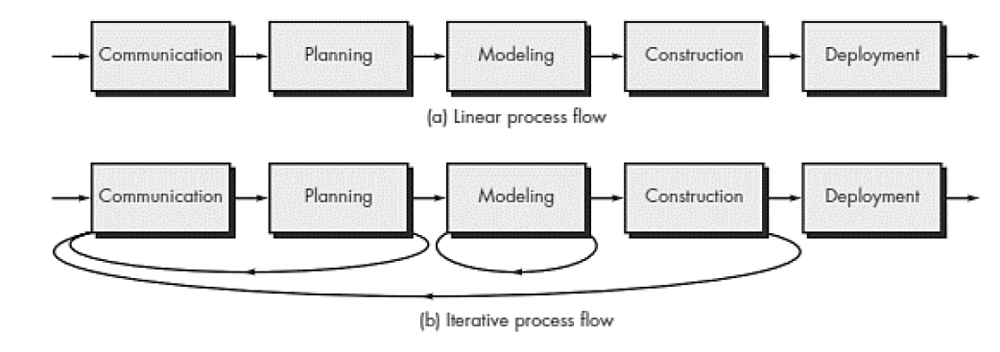 Communication Planning Modeling Construction Deployment
(a) Linear process flow
Communication Planning Modeling Construction Deployment
(b) Iterative process flow